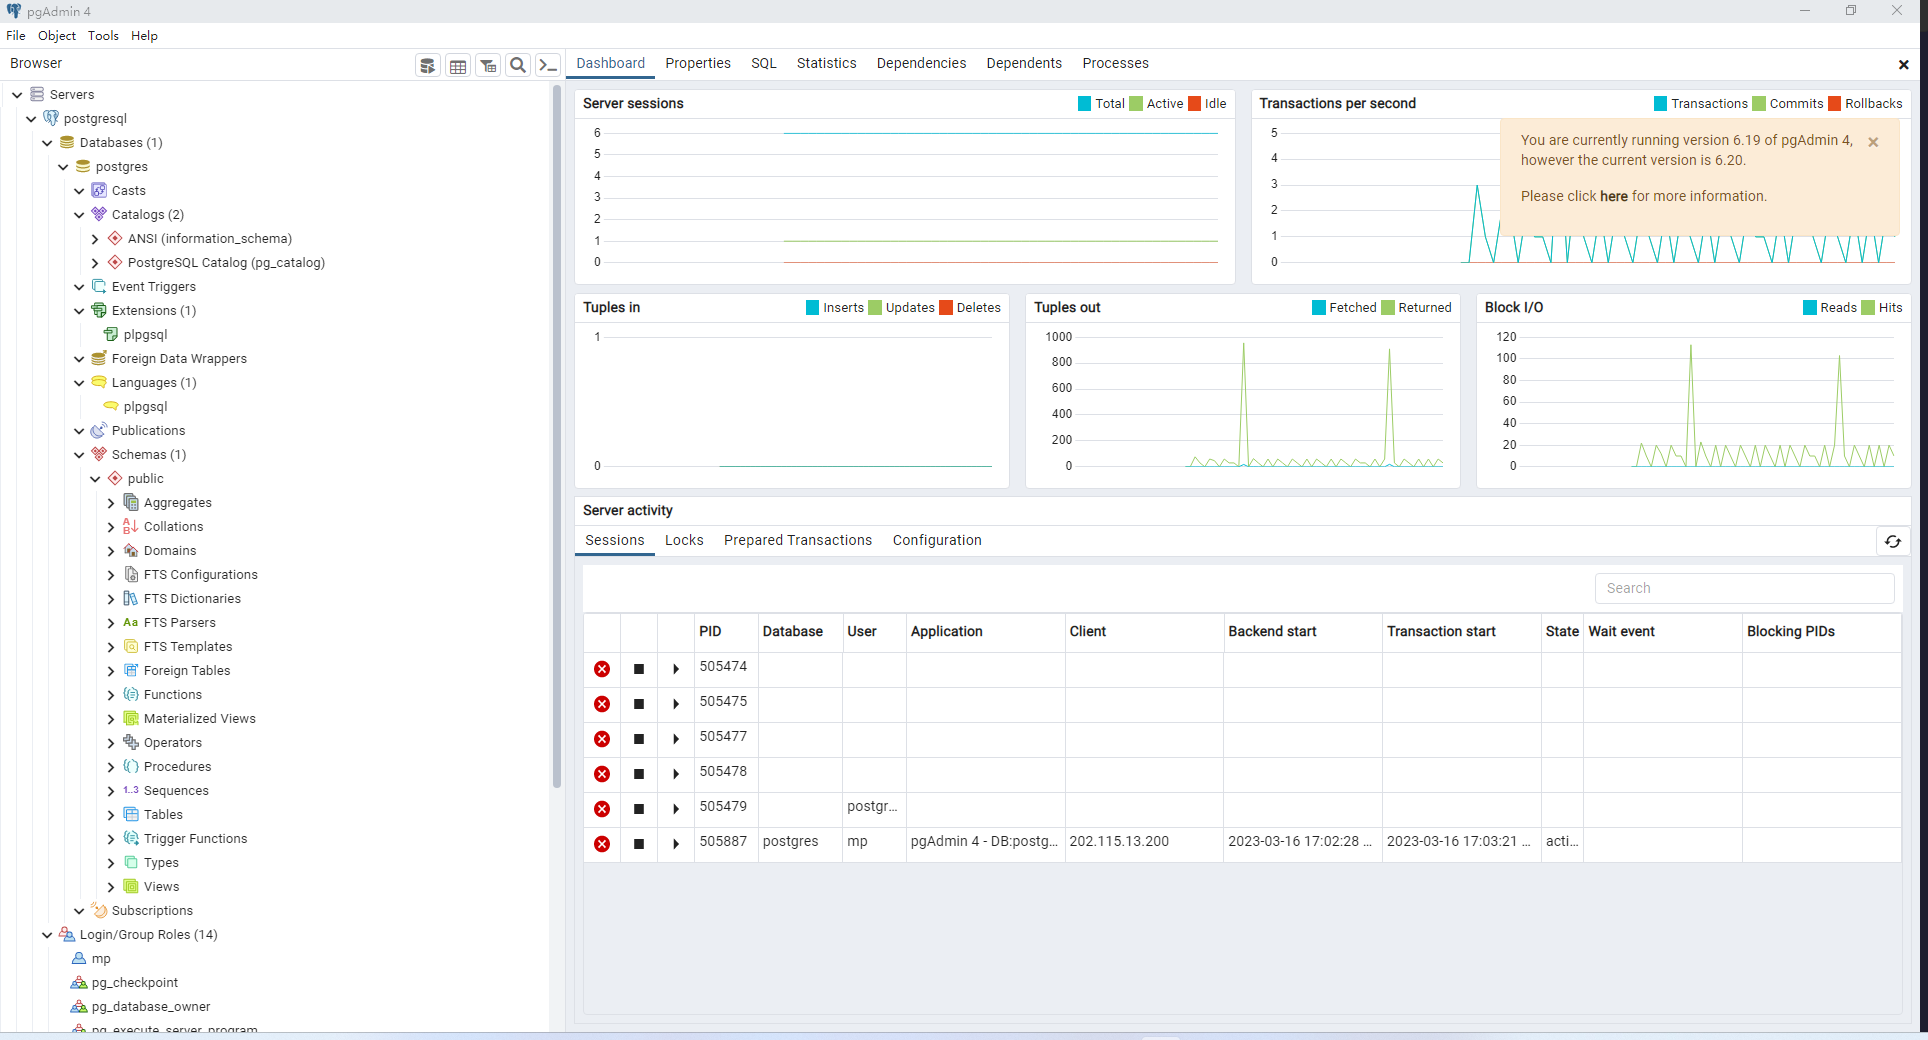 pgAdmin 4
File Object Tools Help
Browser
Dashboard Properties SQL Statistics Dependencies Dependents Processes
Servers
postgresql
Databases (1)
postgres
Casts
Catalogs (2)
ANSI (information_schema)
PostgreSQL Catalog (pg_catalog)
Event Triggers
Extensions (1)
plpgsql
Foreign Data Wrappers
Languages (1)
plpgsql
Publications
Schemas (1)
public
Aggregates
Collations
Domains
FTS Configurations
FTS Dictionaries
Aa FTS Parsers
FTS Templates
Foreign Tables
Functions
Materialized Views
Operators
Procedures
1..3 Sequences
Tables
Trigger Functions
Types
Views
Subscriptions
Login/Group Roles (14)
mp
pg_checkpoint
pg_database_owner
pg_execute_server_program
Server sessions Total Active Idle
6
5
4
3
2
1
0
Transactions per second Transactions Commits Rollbacks
5
4
3
2
1
0
You are currently running version 6.19 of pgAdmin 4,
however the current version is 6.20.
Please click here for more information.
Tuples in Inserts Updates Deletes
1
0
Tuples out Fetched Returned
1000
800
600
400
200
0
Block I/O Reads Hits
120
100
80
60
40
20
0
Server activity
Sessions Locks Prepared Transactions Configuration
Search
PID Database User Application Client Backend start Transaction start State Wait event Blocking PIDs
505474
505475
505477
505478
505479 postgr...
505887 postgres mp pgAdmin 4 - DB:postg... 202.115.13.200 2023-03-16 17:02:28 ... 2023-03-16 17:03:21 ... acti...